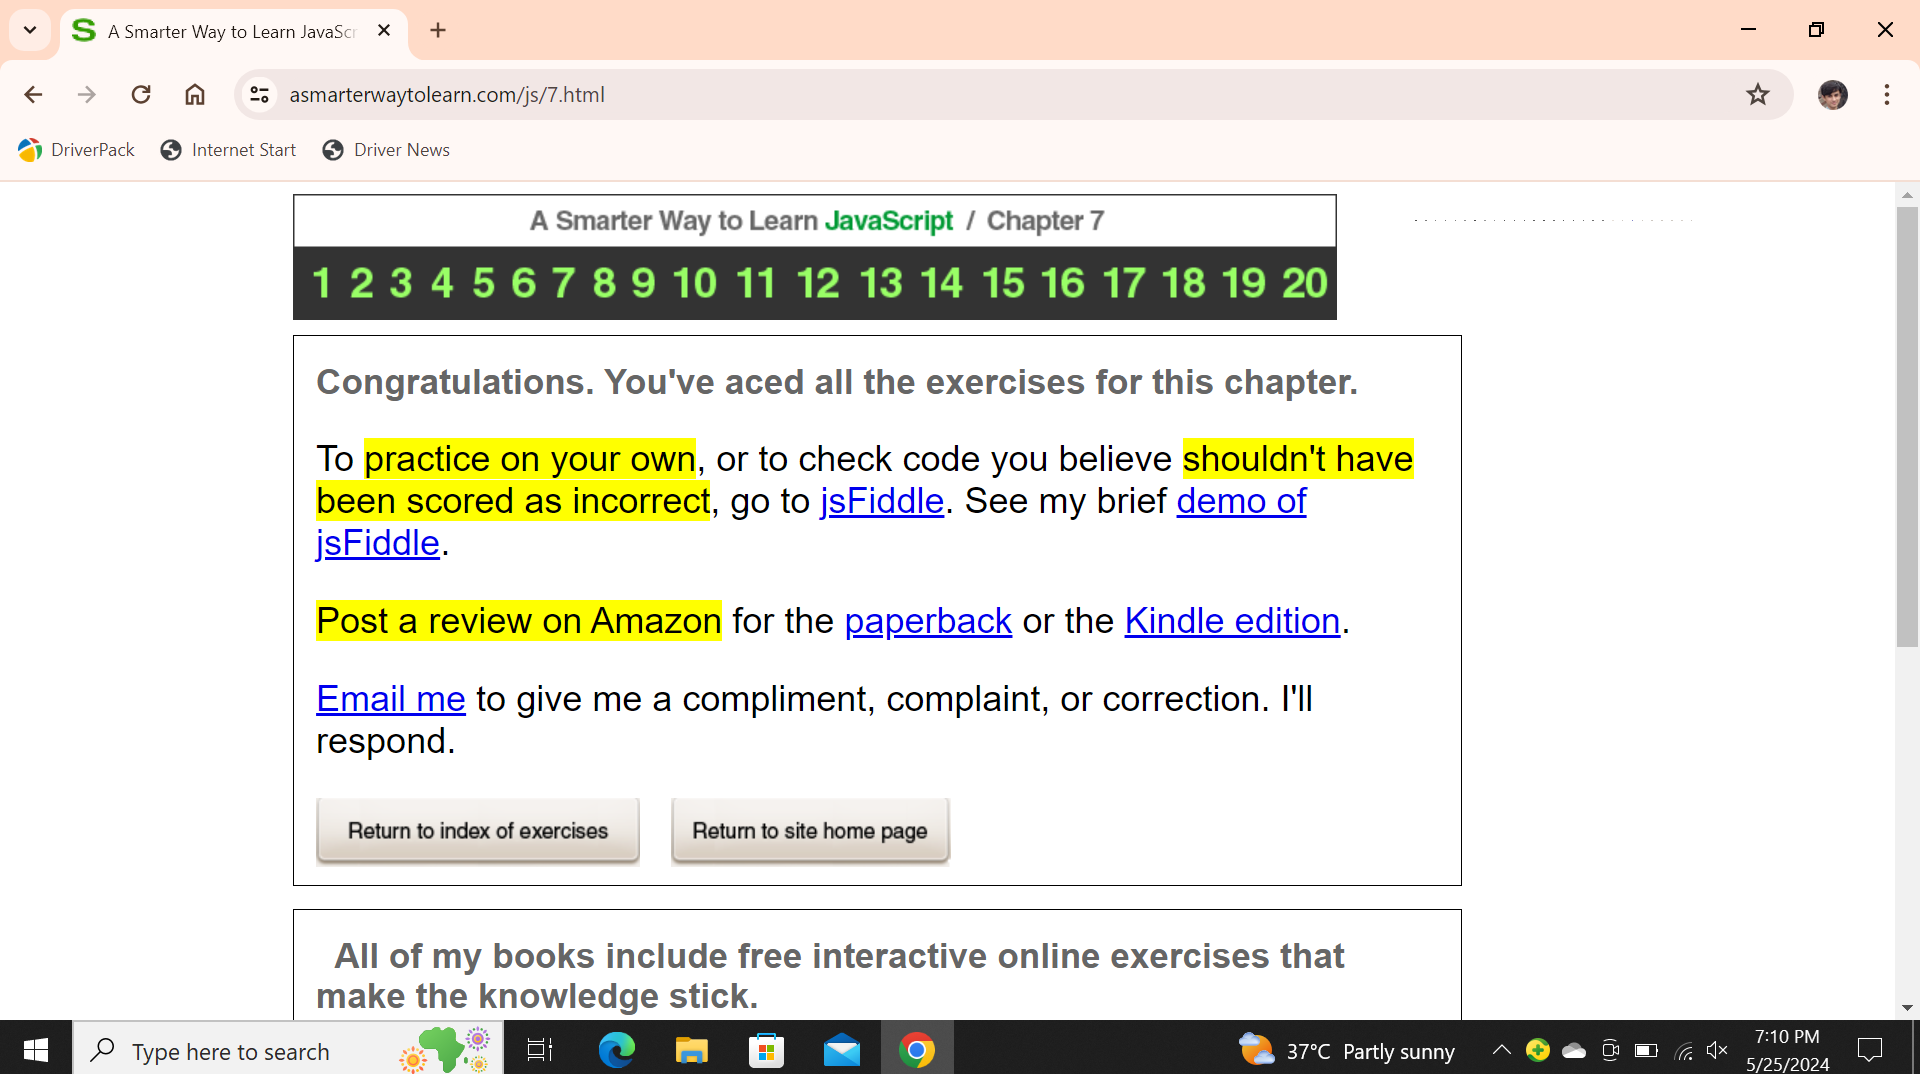 A Smarter Way to Learn JavaScr
asmarterwaytolearn.com/js/7.html
DriverPack Internet Start Driver News
A Smarter Way to Learn JavaScript / Chapter 7
1 2 3 4 5 6 7 8 9 10 11 12 13 14 15 16 17 18 19 20
Congratulations. You've aced all the exercises for this chapter.
To practice on your own, or to check code you believe shouldn't have
been scored as incorrect, go to jsFiddle. See my brief demo of
jsFiddle.
Post a review on Amazon for the paperback or the Kindle edition.
Email me to give me a compliment, complaint, or correction. I'll
respond.
Return to index of exercises Return to site home page
All of my books include free interactive online exercises that
make the knowledge stick.
Type here to search 37°C Partly sunny 7:10 PM
5/25/2024